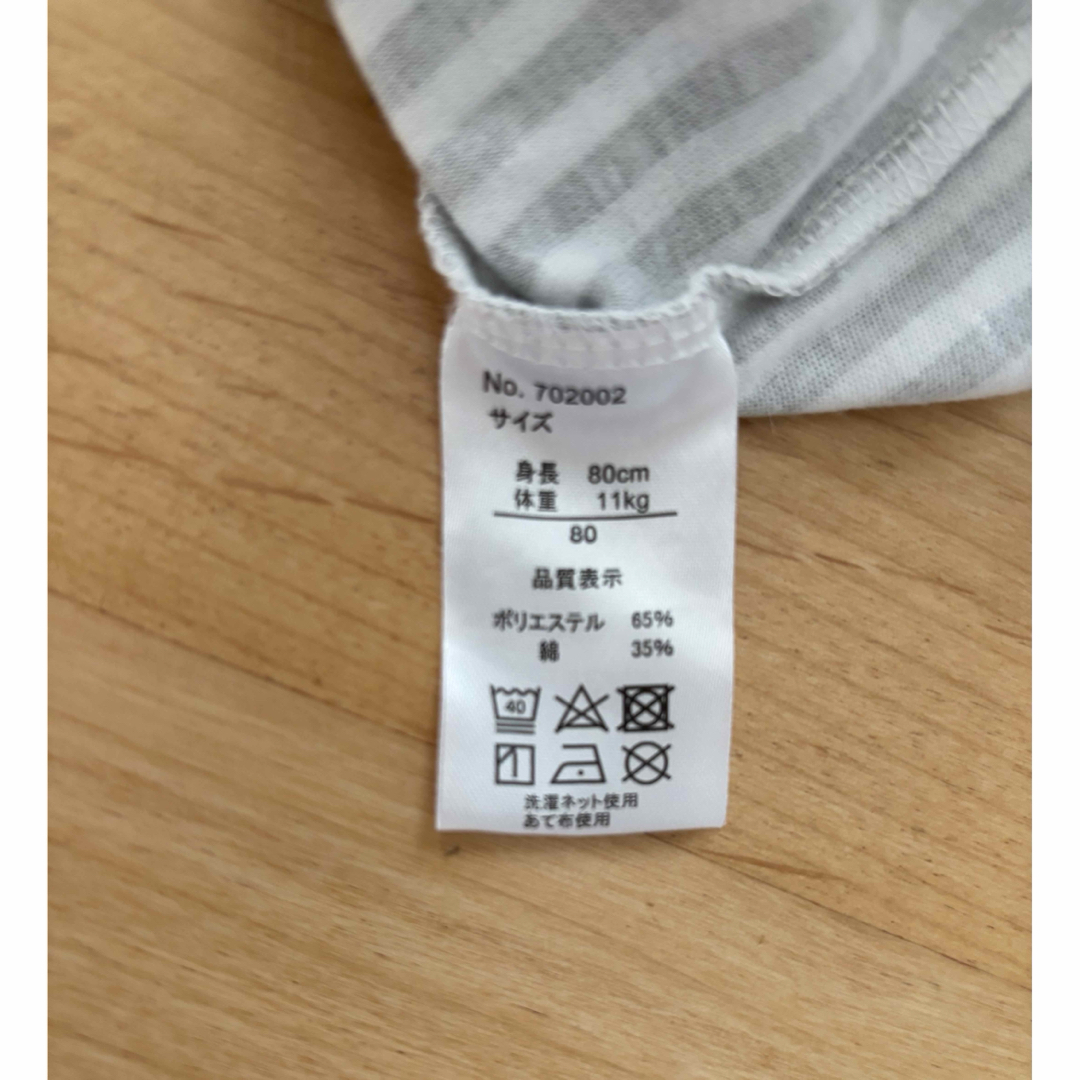 No. 702002
サイズ
身長 80cm
体重 11kg
80
品質表示
ポリエステル 65%
綿 35%
40
洗濯ネット使用
あて布使用